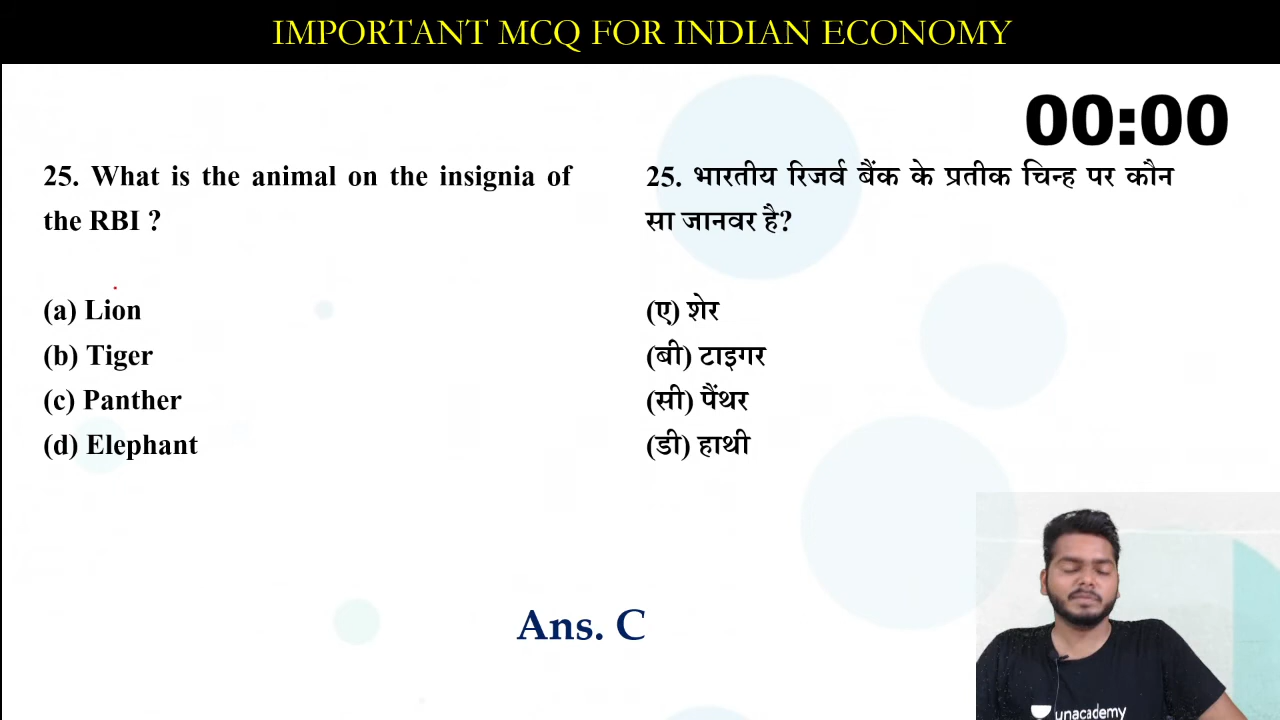 IMPORTANT MCQ FOR INDIAN ECONOMY
00:00
25. What is the animal on the insignia of
the RBI ?
(a) Lion
(b) Tiger
(c) Panther
(d) Elephant
25. भारतीय रिजर्व बैंक के प्रतीक चिन्ह पर कौन
सा जानवर है?
(ए) शेर
(बी) टाइगर
(सी) पैंथर
(डी) हाथी
Ans. C
unacademy